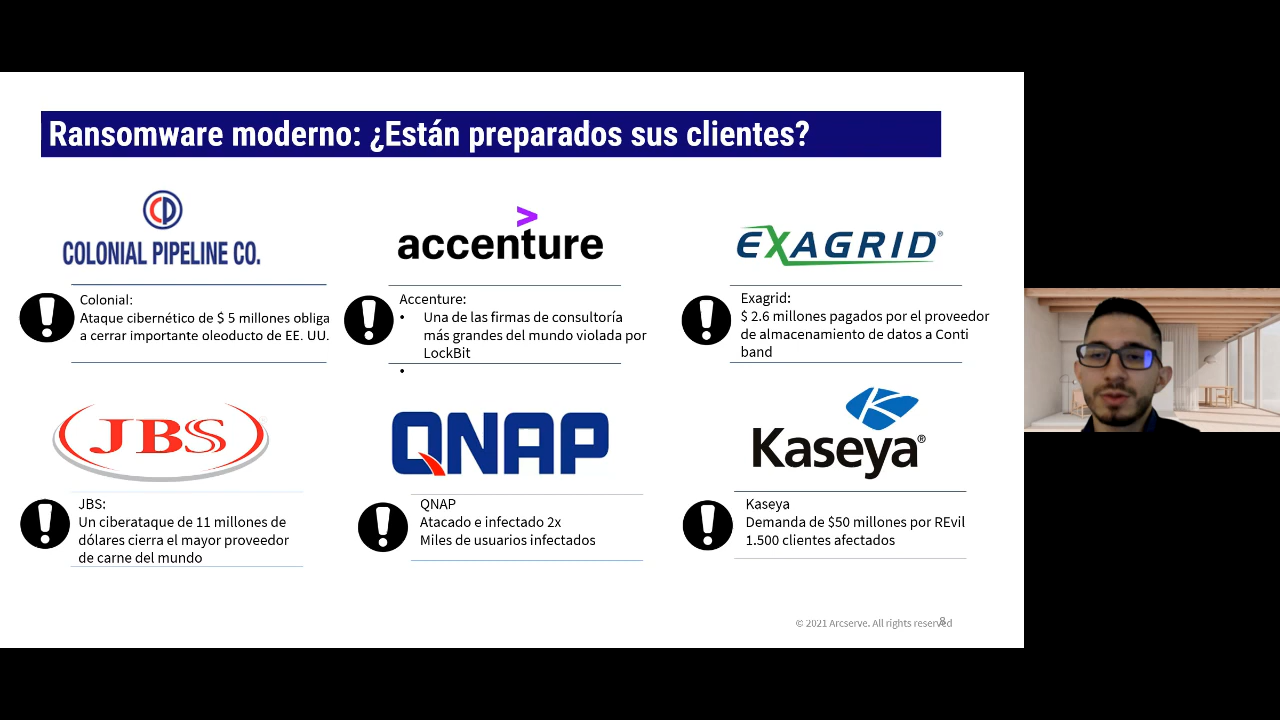 Ransomware moderno: ¿Están preparados sus clientes?
COLONIAL PIPELINE CO.
Colonial:
Ataque cibernético de $ 5 millones obliga
a cerrar importante oleoducto de EE. UU.
accenture
Accenture:
• Una de las firmas de consultoría
más grandes del mundo violada por
LockBit
•
EXAGRID®
Exagrid:
$ 2.6 millones pagados por el proveedor
de almacenamiento de datos a Conti
band
JBS
JBS:
Un ciberataque de 11 millones de
dólares cierra el mayor proveedor
de carne del mundo
QNAP
QNAP
Atacado e infectado 2x
Miles de usuarios infectados
Kaseya®
Kaseya
Demanda de $50 millones por REvil
1.500 clientes afectados
© 2021 Arcserve. All rights reserved
8